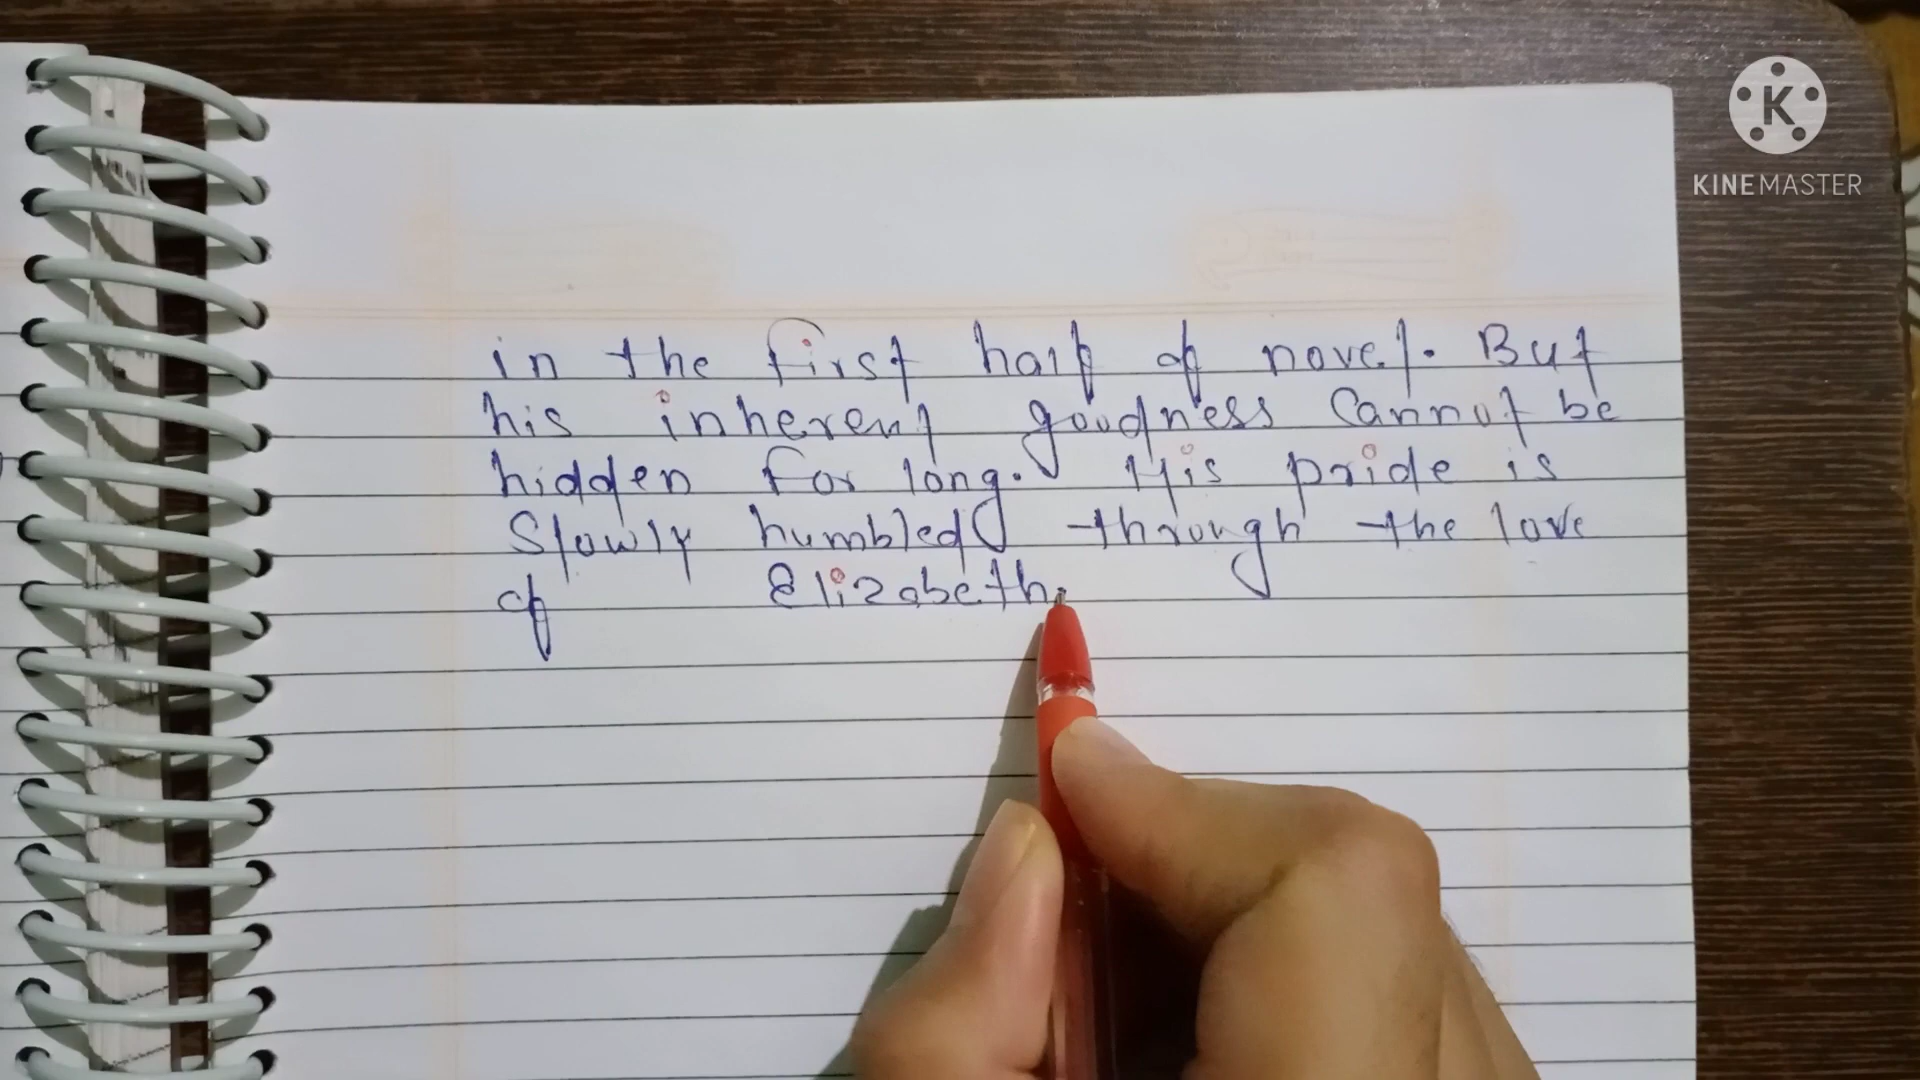 in the first half of novel. But
his inherent goodness cannot be
hidden for long. His pride is
Slowly humbled through the love
of Elizabeth.
K
KINEMASTER